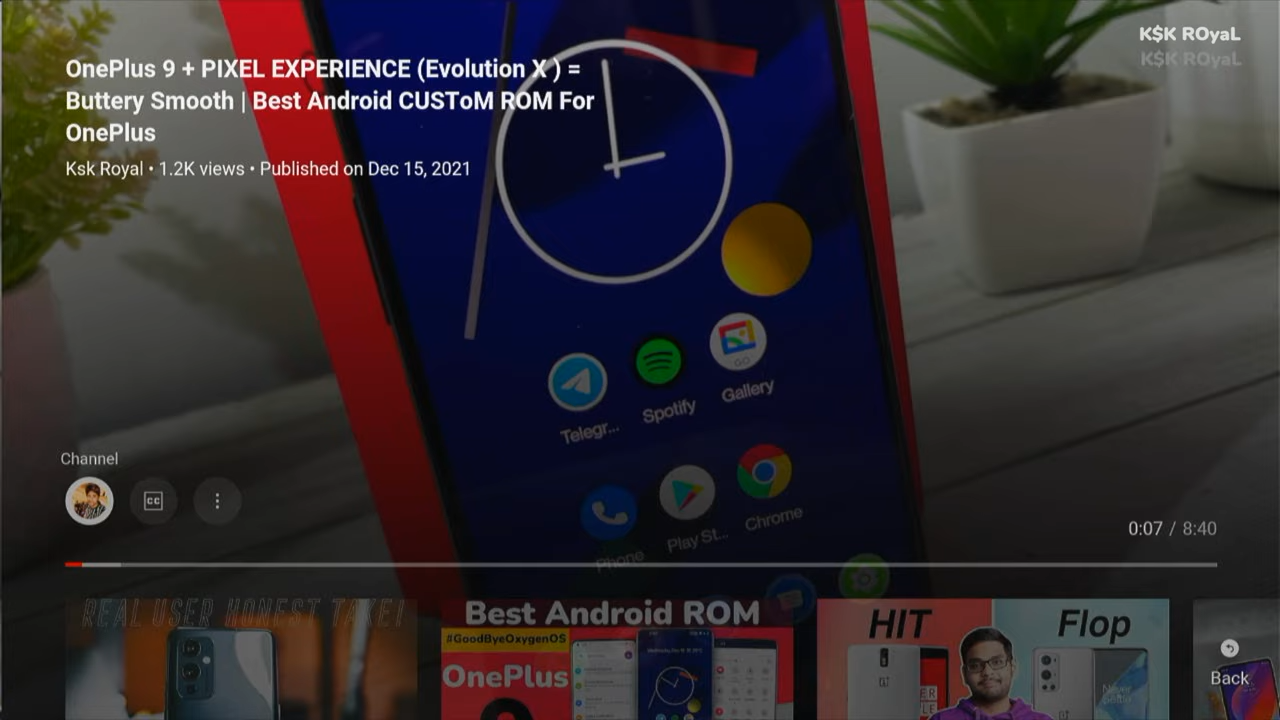 K$K ROyaL
K$K ROyaL
OnePlus 9 + PIXEL EXPERIENCE (Evolution X ) =
Buttery Smooth | Best Android CUSToM ROM For
OnePlus
Ksk Royal • 1.2K views • Published on Dec 15, 2021
Telegr...
Spotify
GO
Gallery
Phone
Play St...
Chrome
Channel
CC
0:07 / 8:40
REAL USER HONEST TAKE!
Best Android ROM
#GoodByeOxygenOS
OnePlus
9
HIT
Flop
Back